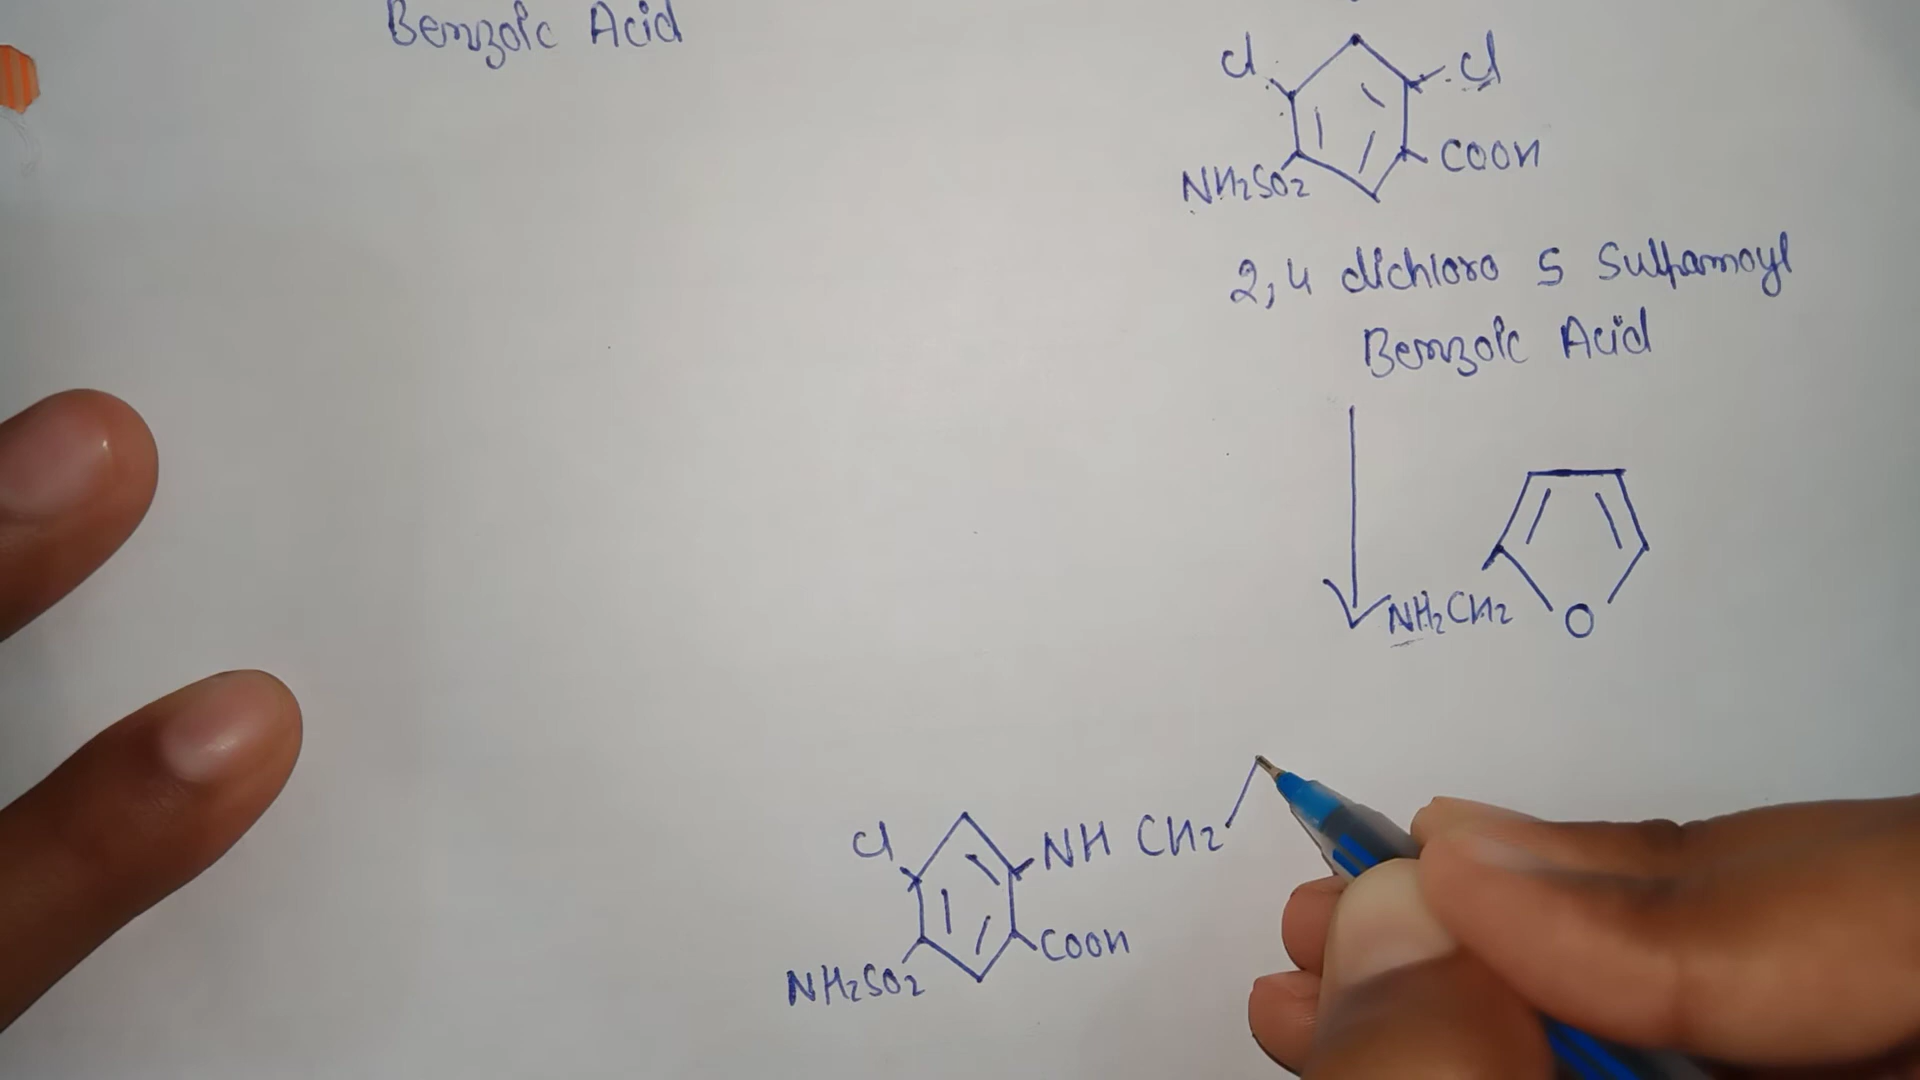 Benzoic Acid
Cl
Cl
COOH
NH2SO2
2,4 dichloro 5 Sulfamoyl
Benzoic Acid
NH2CH2
O
Cl
NH CH2
COOH
NH2SO2